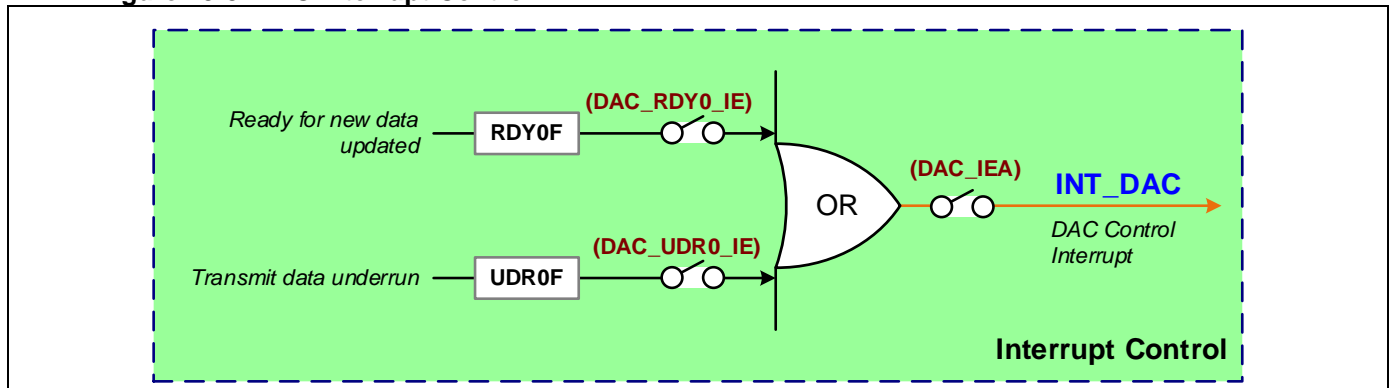 Ready for new data
updated
RDY0F
(DAC_RDY0_IE)
OR
(DAC_IEA)
INT_DAC
DAC Control
Interrupt
Transmit data underrun
UDR0F
(DAC_UDR0_IE)
Interrupt Control